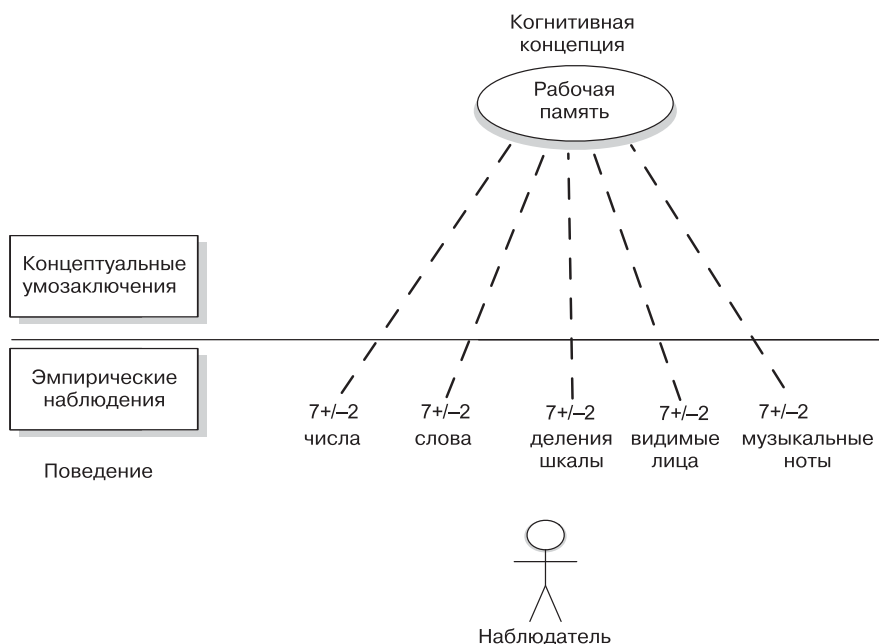 Когнитивная
концепция
Рабочая
память
Концептуальные
умозаключения
Эмпирические
наблюдения
7+/–2 7+/–2 7+/–2 7+/–2 7+/–2
числа слова деления видимые музыкальные
шкалы лица ноты
Поведение
Наблюдатель